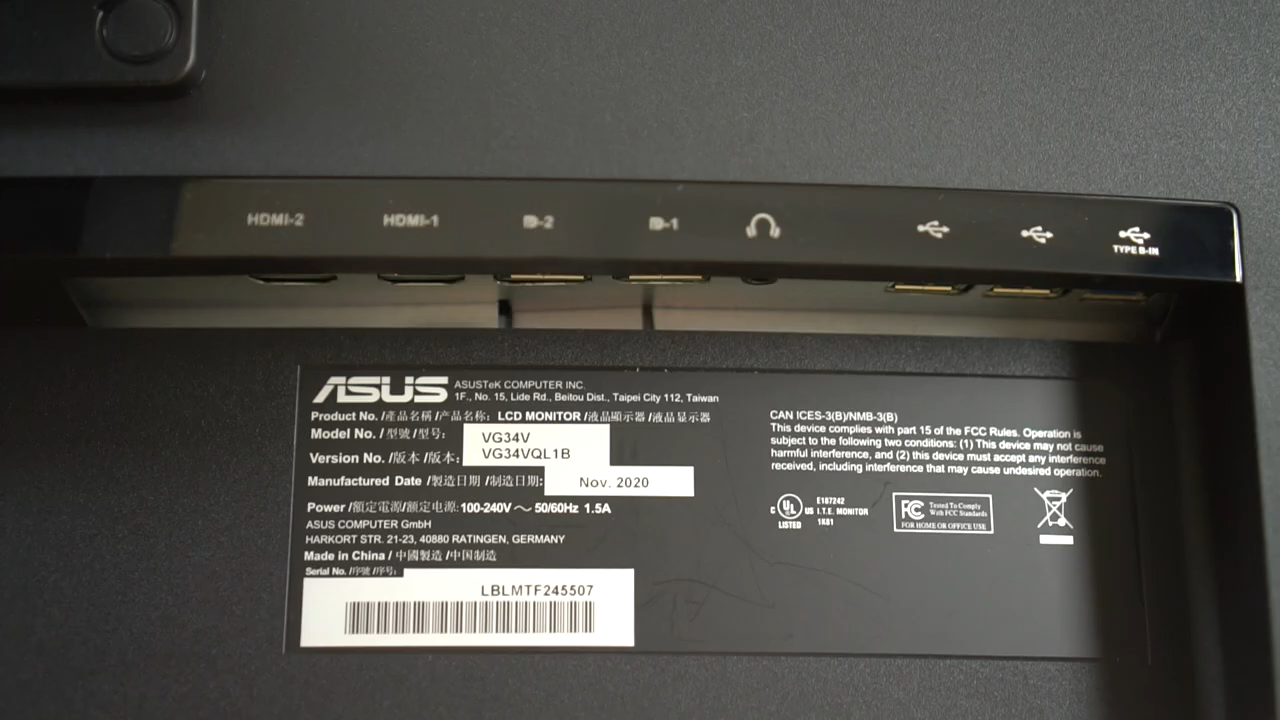 HDMI-2 HDMI-1 D-2 D-1
TYPE B-IN
ASUS ASUSTeK COMPUTER INC.
1F., No. 15, Lide Rd., Beitou Dist., Taipei City 112, Taiwan
Product No. /產品名稱 /产品名称: LCD MONITOR /液晶顯示器 /液晶显示器
Model No. / 型號 /型号: VG34V
Version No. /版本 /版本: VG34VQL1B
Manufactured Date /製造日期 /制造日期: Nov. 2020
Power /額定電源/额定电源: 100-240V ～ 50/60Hz 1.5A
ASUS COMPUTER GmbH
HARKORT STR. 21-23, 40880 RATINGEN, GERMANY
Made in China / 中國製造 /中国制造
Serial No. /序號 /序号:
LBLMTF245507
CAN ICES-3(B)/NMB-3(B)
This device complies with part 15 of the FCC Rules. Operation is
subject to the following two conditions: (1) This device may not cause
harmful interference, and (2) this device must accept any interference
received, including interference that may cause undesired operation.
C UL US
LISTED
E187242
I.T.E. MONITOR
1K81
FC Tested To Comply
With FCC Standards
FOR HOME OR OFFICE USE